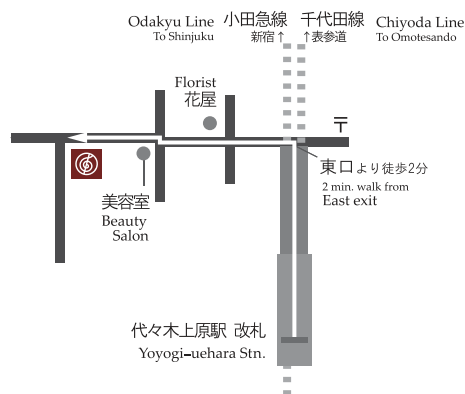 Odakyu Line 小田急線 千代田線 Chiyoda Line
To Shinjuku 新宿↑ ↑表参道 To Omotesando
Florist
花屋
〒
東口より徒歩2分
2 min. walk from
East exit
美容室
Beauty
Salon
代々木上原駅 改札
Yoyogi-uehara Stn.